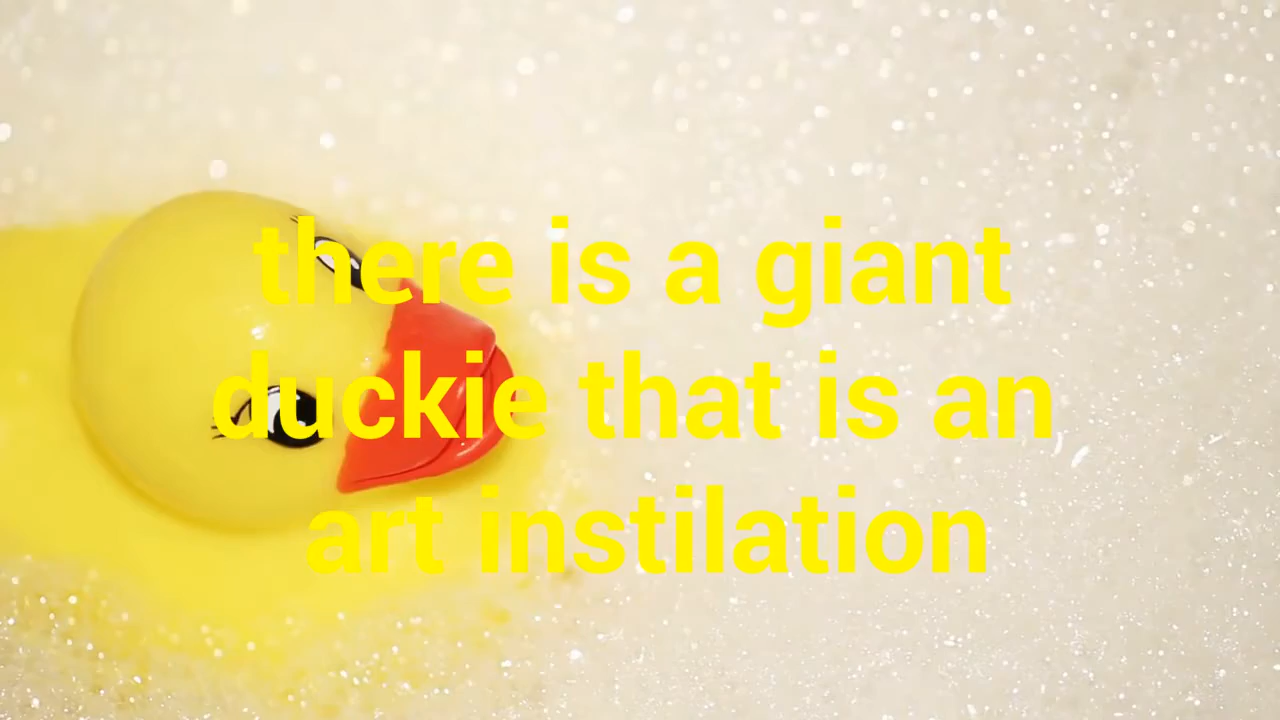 there is a giant
duckie that is an
art instilation